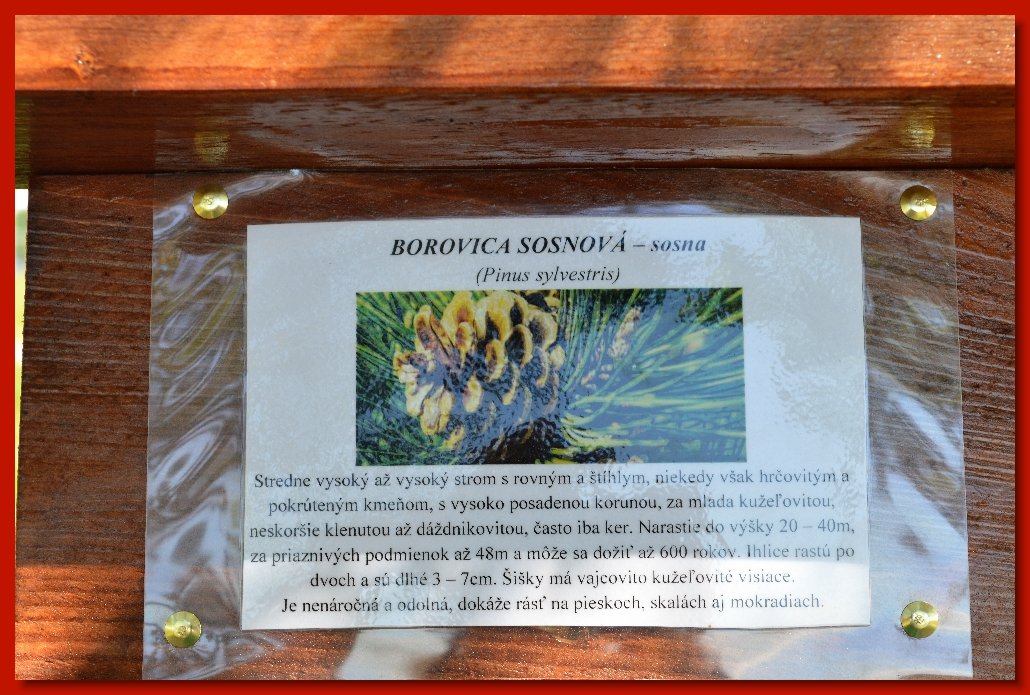 BOROVICA SOSNOVÁ – sosna
(Pinus sylvestris)
Stredne vysoký až vysoký strom s rovným a štíhlym, niekedy však hrčovitým a
pokrúteným kmeňom, s vysoko posadenou korunou, za mlada kužeľovitou,
neskoršie klenutou až dáždnikovitou, často iba ker. Narastie do výšky 20 – 40m,
za priaznivých podmienok až 48m a môže sa dožiť až 600 rokov. Ihlice rastú po
dvoch a sú dlhé 3 – 7cm. Šišky má vajcovito kužeľovité visiace.
Je nenáročná a odolná, dokáže rásť na pieskoch, skalách aj mokradiach.